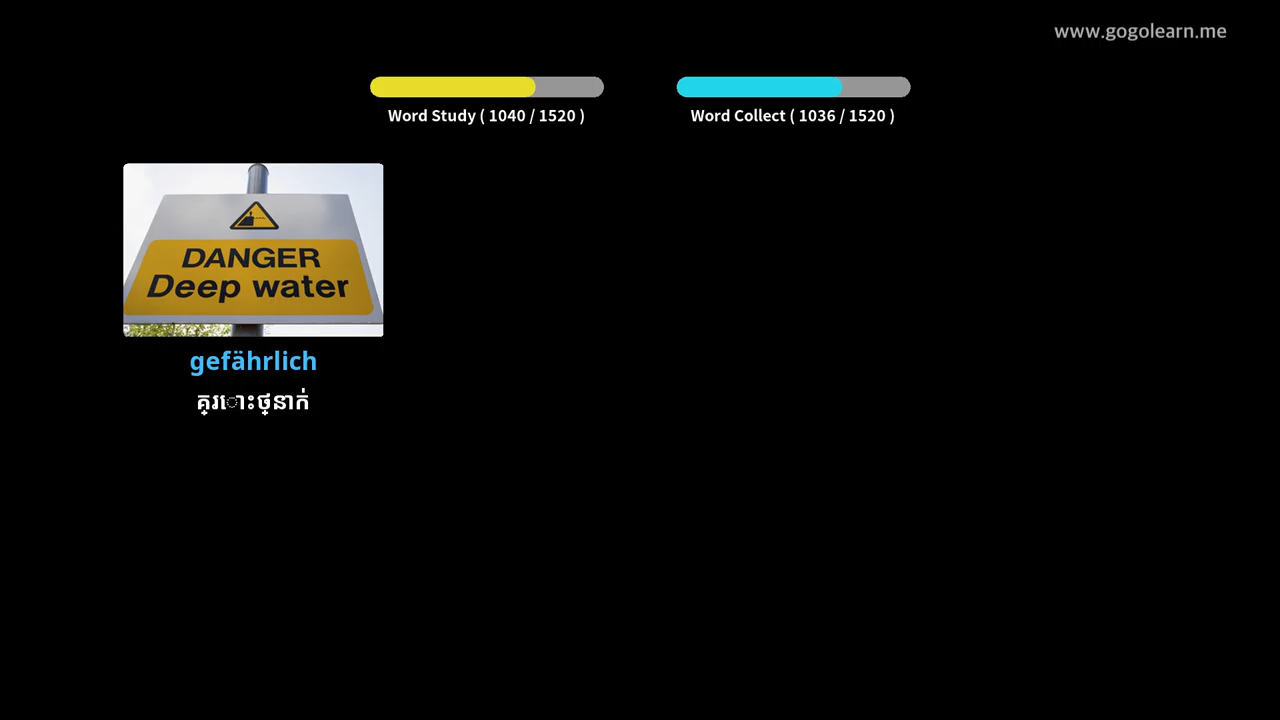 www.gogolearn.me
Word Study ( 1040 / 1520 )
Word Collect ( 1036 / 1520 )
DANGER
Deep water
gefährlich
គ្រោះថ្នាក់